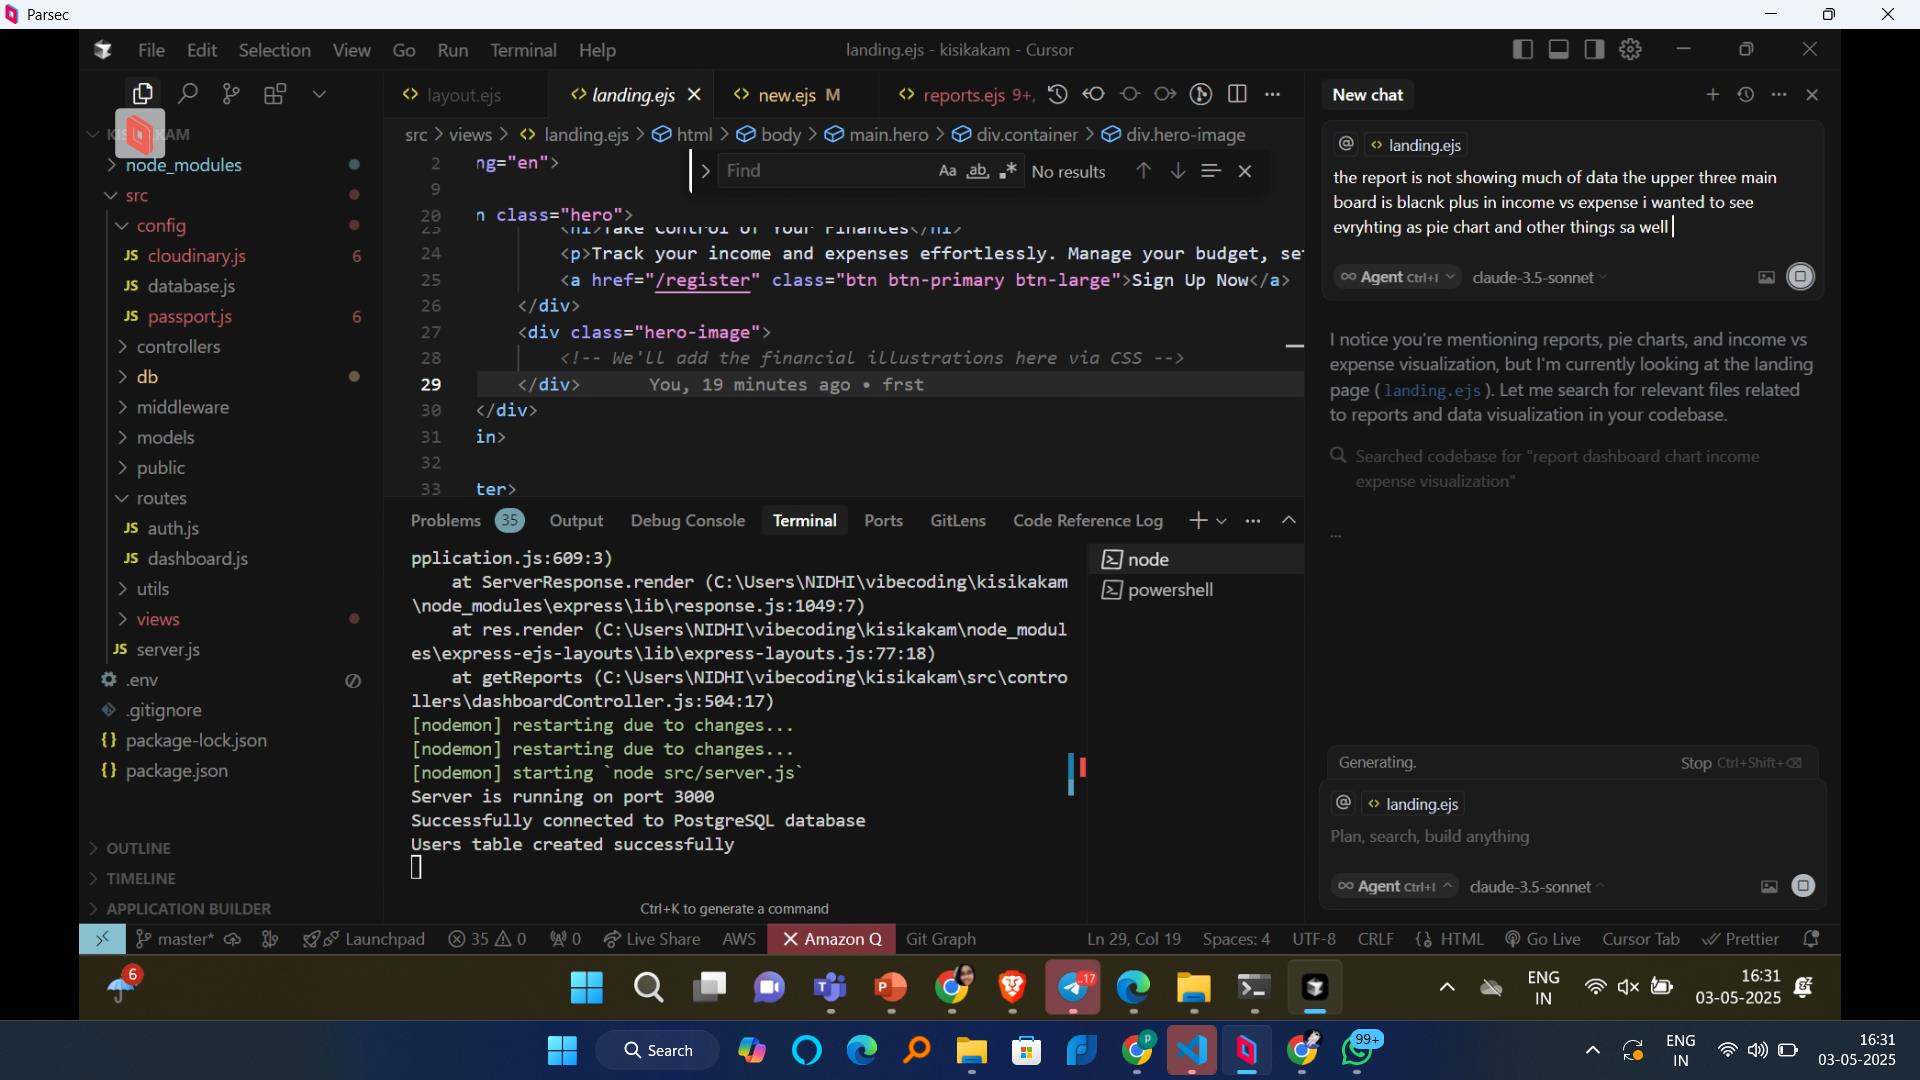 Parsec
File Edit Selection View Go Run Terminal Help
landing.ejs - kisikakam - Cursor
layout.ejs
landing.ejs
new.ejs M
reports.ejs 9+,
New chat
src > views > landing.ejs > html > body > main.hero > div.container > div.hero-image
node_modules
src
config
JS cloudinary.js 6
JS database.js
JS passport.js 6
controllers
db
middleware
models
public
routes
JS auth.js
JS dashboard.js
utils
views
JS server.js
.env
.gitignore
{} package-lock.json
{} package.json
OUTLINE
TIMELINE
APPLICATION BUILDER
Find Aa ab No results
2 ng="en">
9
20 n class="hero">
23 <h1>Take Control of Your Finances</h1>
24 <p>Track your income and expenses effortlessly. Manage your budget, se
25 <a href="/register" class="btn btn-primary btn-large">Sign Up Now</a>
26 </div>
27 <div class="hero-image">
28 <!-- We'll add the financial illustrations here via CSS -->
29 </div> You, 19 minutes ago • frst
30 </div>
31 in>
32
33 ter>
Problems 35 Output Debug Console Terminal Ports GitLens Code Reference Log
pplication.js:609:3)
at ServerResponse.render (C:\Users\NIDHI\vibecoding\kisikakam
\node_modules\express\lib\response.js:1049:7)
at res.render (C:\Users\NIDHI\vibecoding\kisikakam\node_modul
es\express-ejs-layouts\lib\express-layouts.js:77:18)
at getReports (C:\Users\NIDHI\vibecoding\kisikakam\src\contro
llers\dashboardController.js:504:17)
[nodemon] restarting due to changes...
[nodemon] restarting due to changes...
[nodemon] starting `node src/server.js`
Server is running on port 3000
Successfully connected to PostgreSQL database
Users table created successfully
Ctrl+K to generate a command
node
powershell
@ landing.ejs
the report is not showing much of data the upper three main
board is blacnk plus in income vs expense i wanted to see
evryhting as pie chart and other things sa well
∞ Agent Ctrl+I claude-3.5-sonnet
I notice you're mentioning reports, pie charts, and income vs
expense visualization, but I'm currently looking at the landing
page ( landing.ejs ). Let me search for relevant files related
to reports and data visualization in your codebase.
Searched codebase for "report dashboard chart income
expense visualization"
...
Generating. Stop Ctrl+Shift+⌫
@ landing.ejs
Plan, search, build anything
∞ Agent Ctrl+I claude-3.5-sonnet
master* Launchpad 35 0 0 Live Share AWS Amazon Q Git Graph Ln 29, Col 19 Spaces: 4 UTF-8 CRLF {} HTML Go Live Cursor Tab Prettier
6
17
ENG
IN
16:31
03-05-2025
Search
P
99+
ENG
IN
16:31
03-05-2025